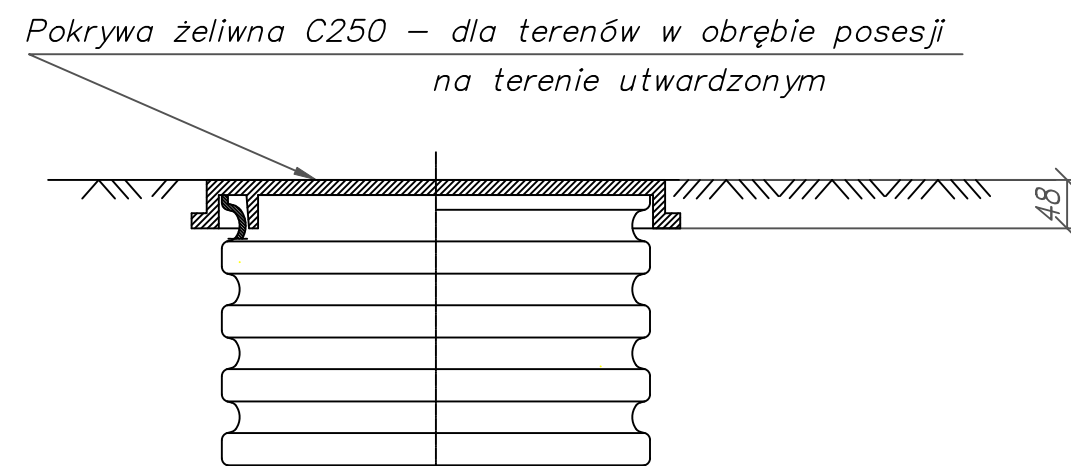 Pokrywa żeliwna C250 – dla terenów w obrębie posesji
na terenie utwardzonym
48